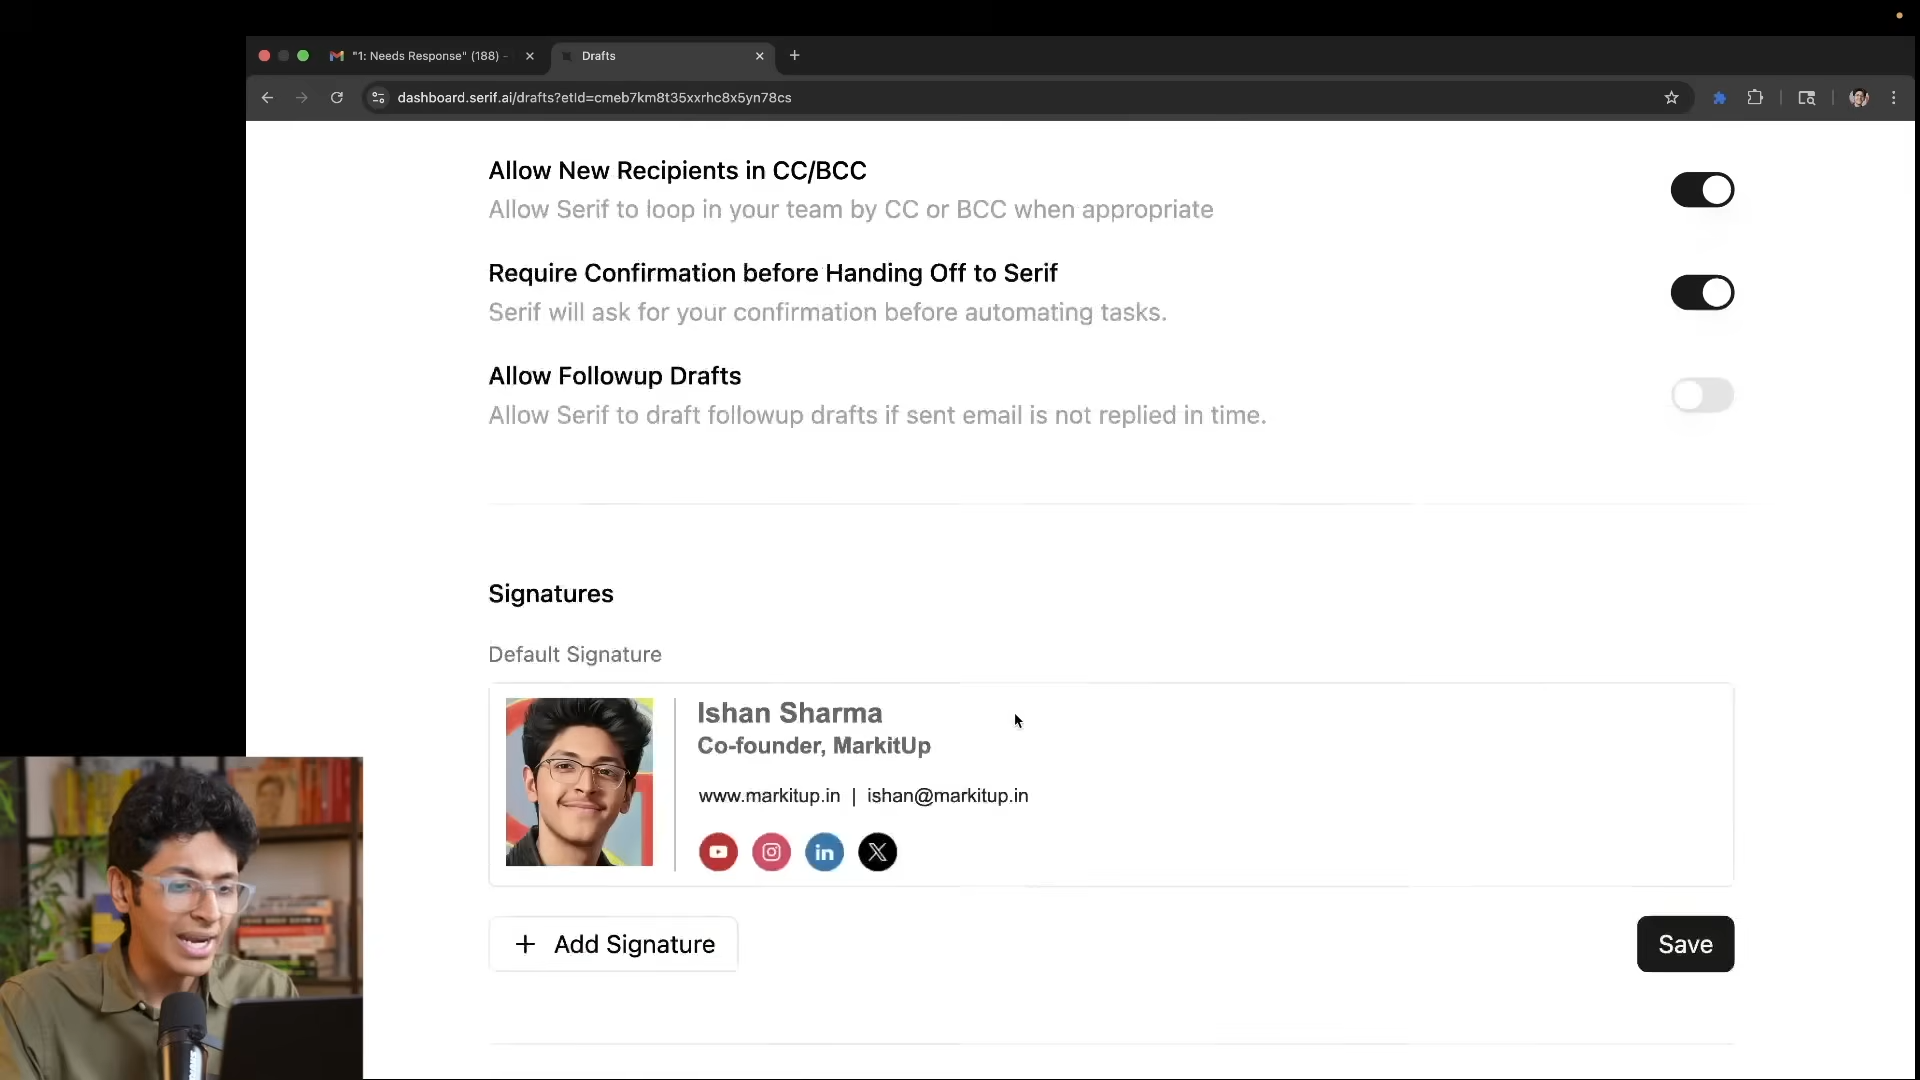 "1: Needs Response" (188) -
Drafts
dashboard.serif.ai/drafts?etId=cmeb7km8t35xxrhc8x5yn78cs
Allow New Recipients in CC/BCC
Allow Serif to loop in your team by CC or BCC when appropriate
Require Confirmation before Handing Off to Serif
Serif will ask for your confirmation before automating tasks.
Allow Followup Drafts
Allow Serif to draft followup drafts if sent email is not replied in time.
Signatures
Default Signature
Ishan Sharma
Co-founder, MarkitUp
www.markitup.in | ishan@markitup.in
in
X
+ Add Signature
Save